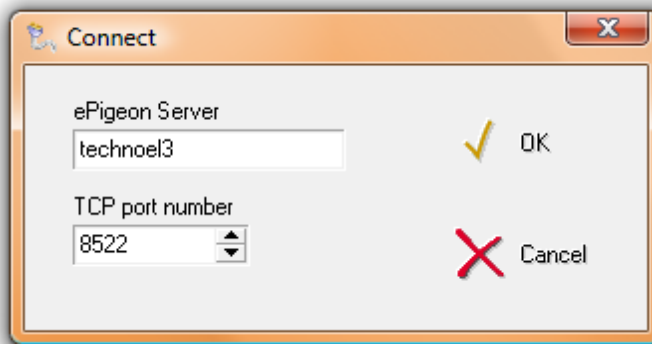 Connect
ePigeon Server
technoel3
OK
TCP port number
8522
Cancel